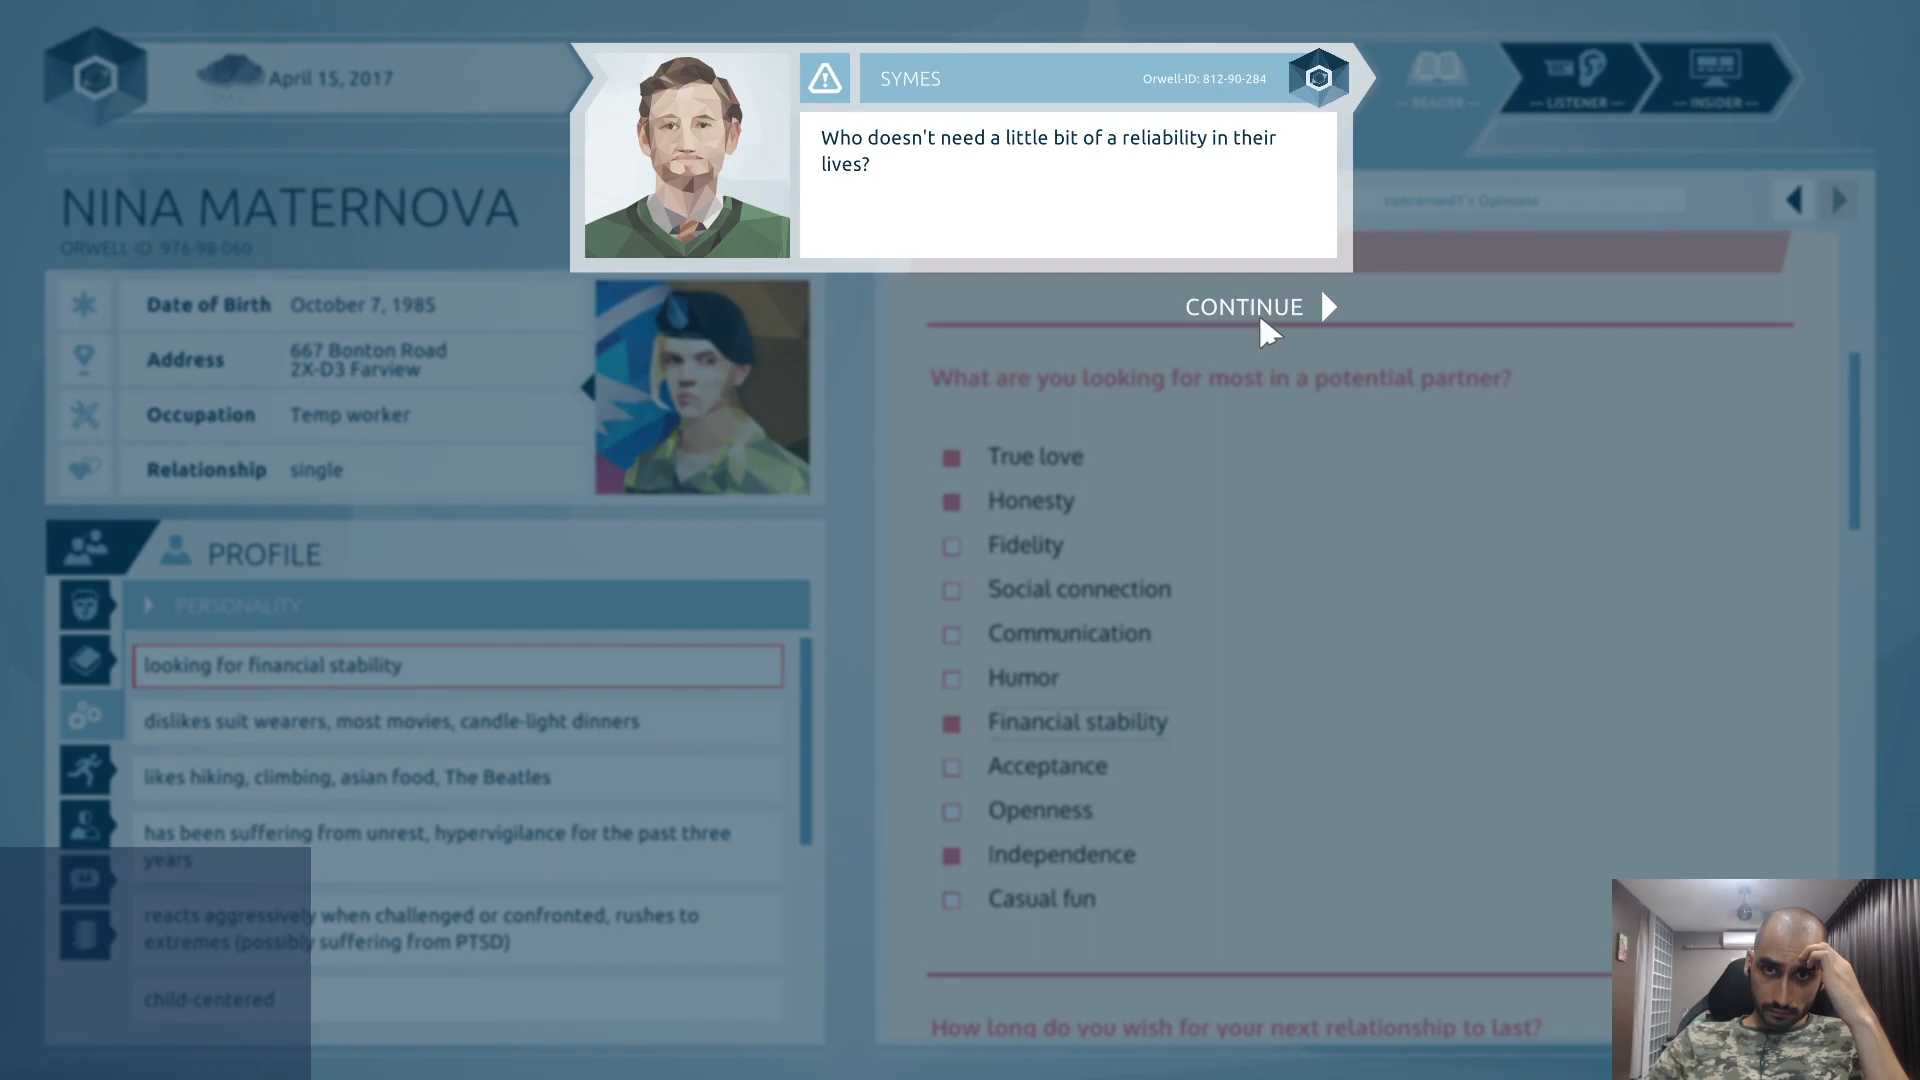 April 15, 2017
SYMES
Orwell-ID: 812-90-284
Who doesn't need a little bit of a reliability in their
lives?
CONTINUE
READER
LISTENER
INSIDER
NINA MATERNOVA
ORWELL-ID 976-98-060
Date of Birth October 7, 1985
Address 667 Bonton Road
2X-D3 Farview
Occupation Temp worker
Relationship single
PROFILE
PERSONALITY
looking for financial stability
dislikes suit wearers, most movies, candle-light dinners
likes hiking, climbing, asian food, The Beatles
has been suffering from unrest, hypervigilance for the past three
years
reacts aggressively when challenged or confronted, rushes to
extremes (possibly suffering from PTSD)
child-centered
concerned1's Opinions
What are you looking for most in a potential partner?
True love
Honesty
Fidelity
Social connection
Communication
Humor
Financial stability
Acceptance
Openness
Independence
Casual fun
How long do you wish for your next relationship to last?